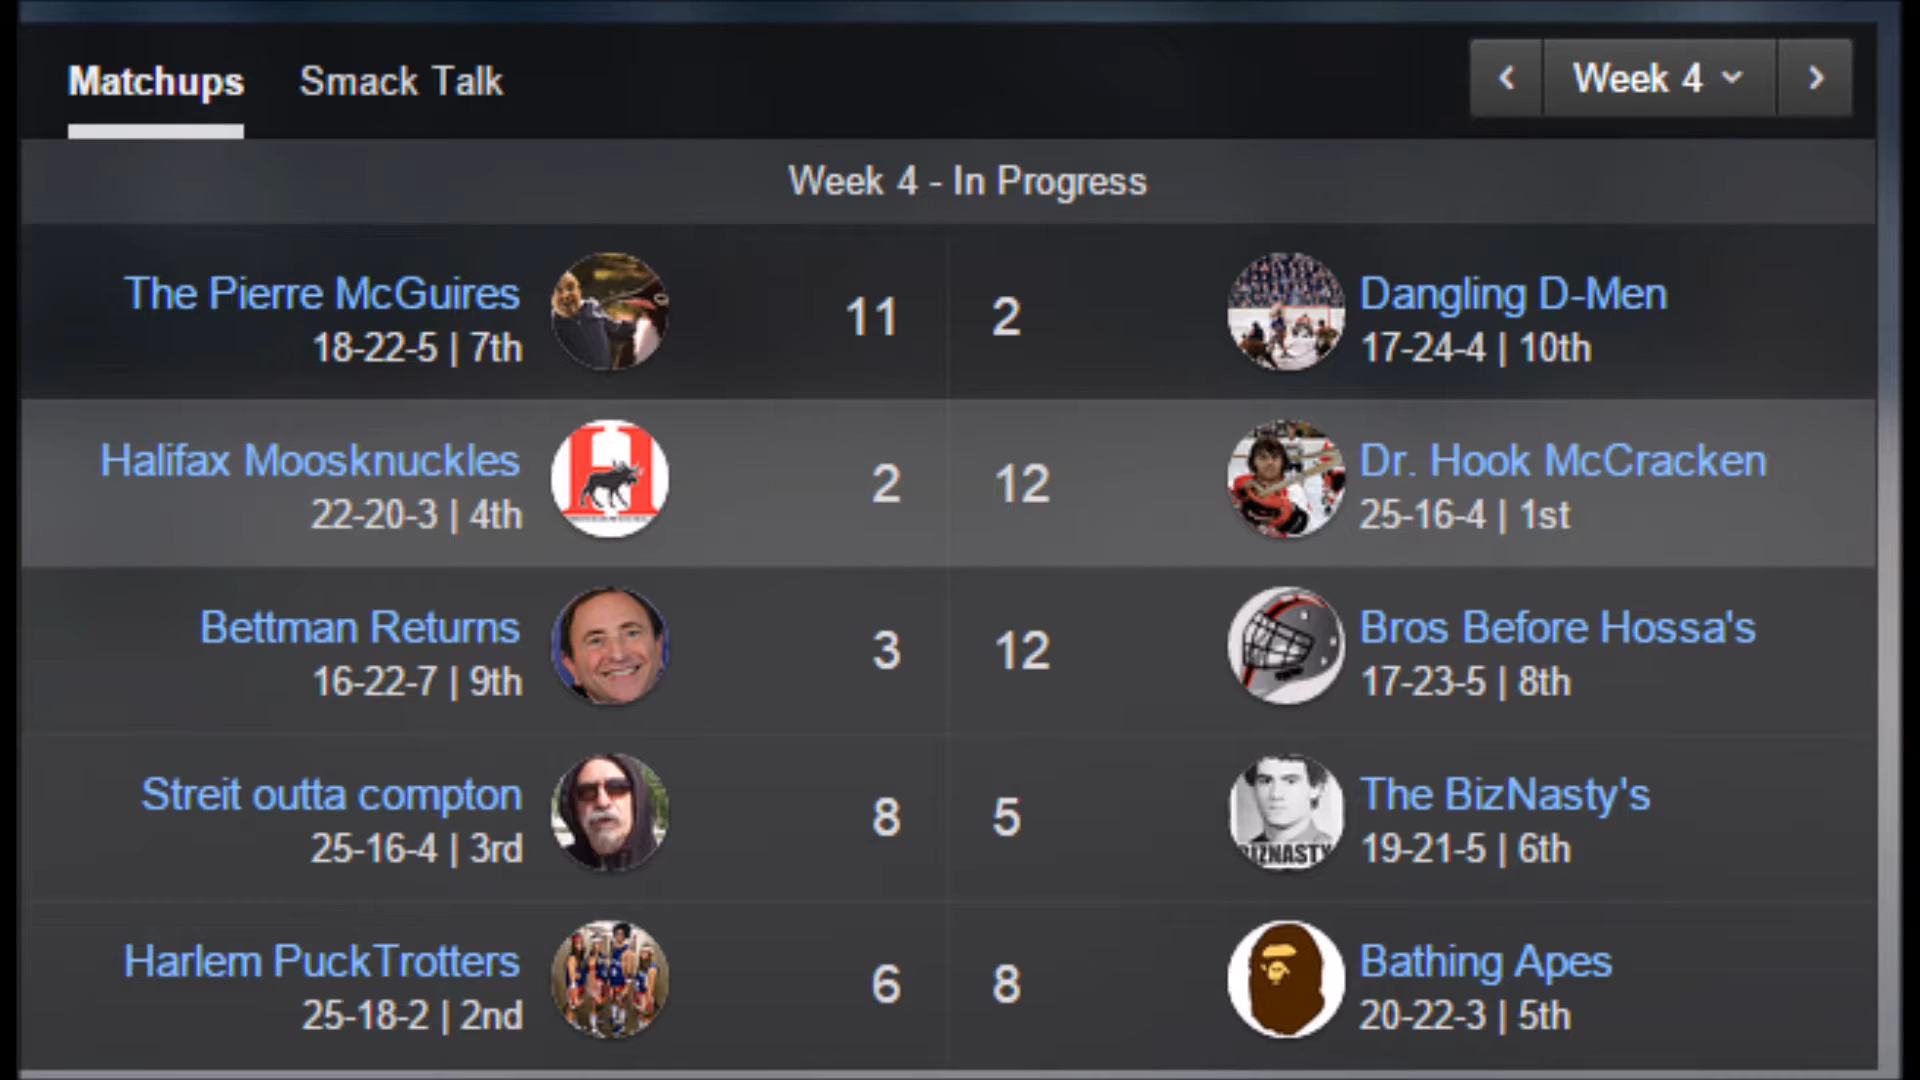 Matchups Smack Talk Week 4
Week 4 - In Progress
The Pierre McGuires 11 2 Dangling D-Men
18-22-5 | 7th 17-24-4 | 10th
Halifax Moosknuckles 2 12 Dr. Hook McCracken
22-20-3 | 4th 25-16-4 | 1st
Bettman Returns 3 12 Bros Before Hossa's
16-22-7 | 9th 17-23-5 | 8th
Streit outta compton 8 5 The BizNasty's
25-16-4 | 3rd 19-21-5 | 6th
Harlem PuckTrotters 6 8 Bathing Apes
25-18-2 | 2nd 20-22-3 | 5th